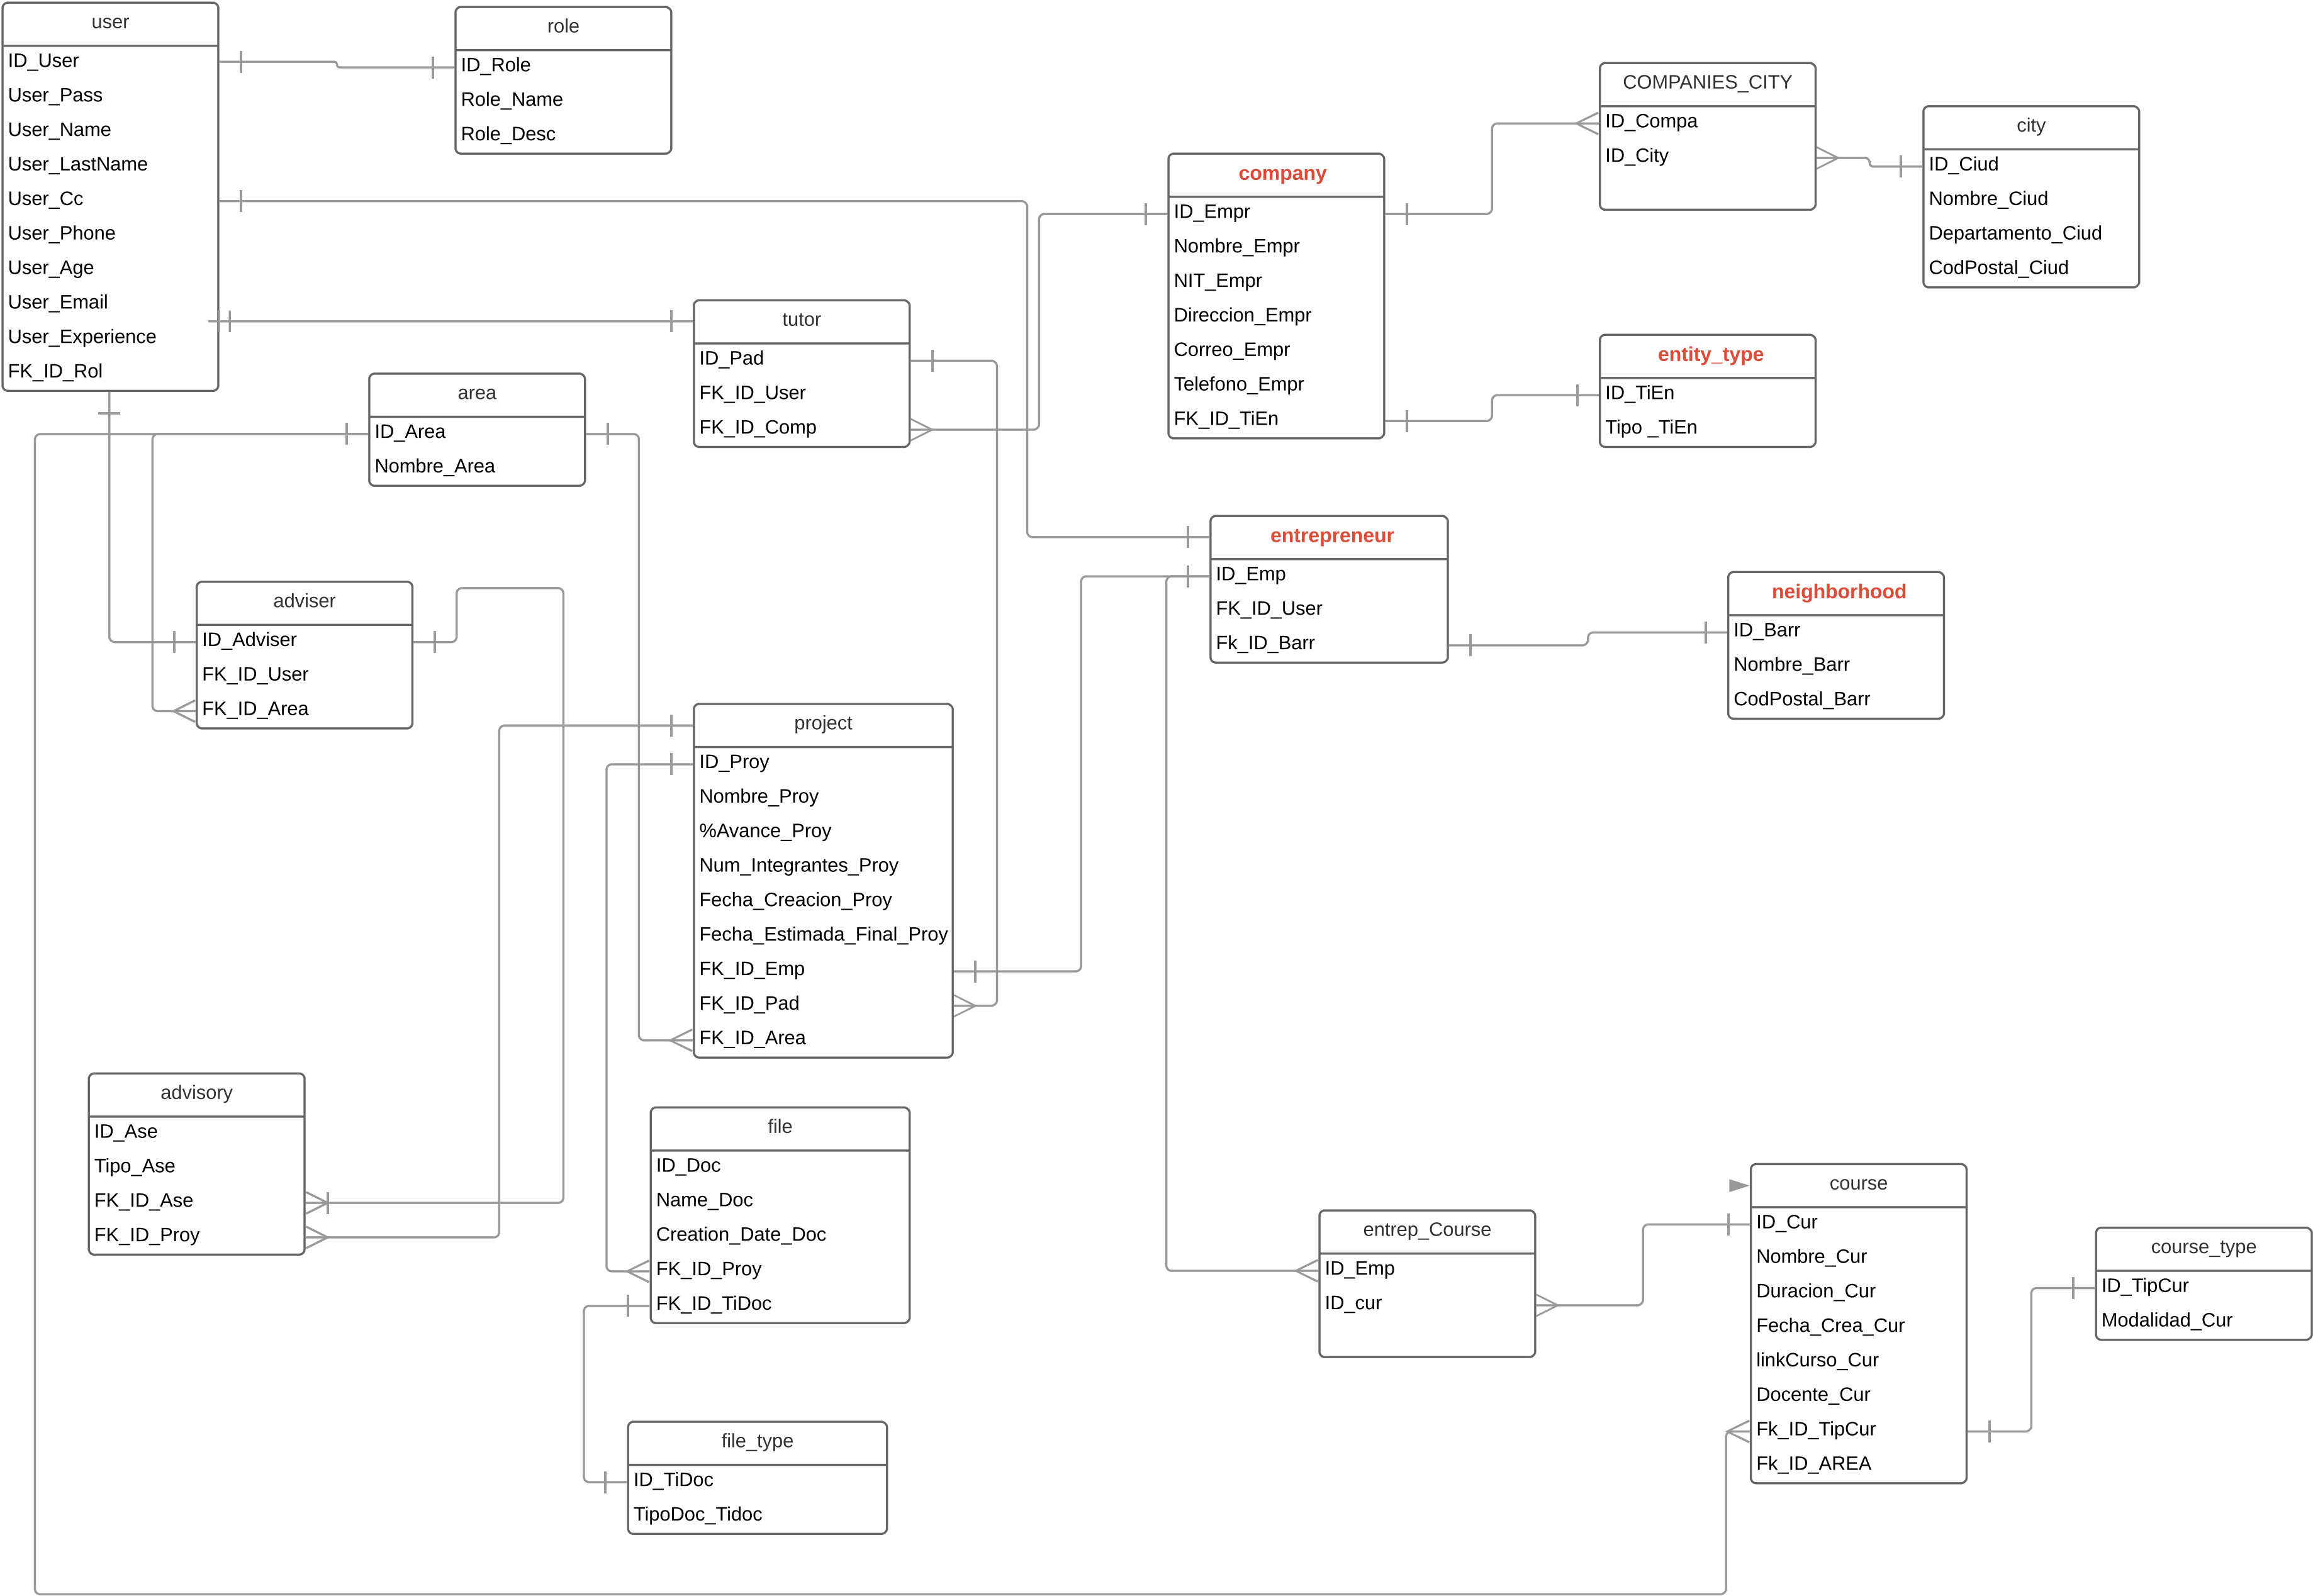 user
ID_User
User_Pass
User_Name
User_LastName
User_Cc
User_Phone
User_Age
User_Email
User_Experience
FK_ID_Rol
role
ID_Role
Role_Name
Role_Desc
COMPANIES_CITY
ID_Compa
ID_City
city
ID_Ciud
Nombre_Ciud
Departamento_Ciud
CodPostal_Ciud
company
ID_Empr
Nombre_Empr
NIT_Empr
Direccion_Empr
Correo_Empr
Telefono_Empr
FK_ID_TiEn
tutor
ID_Pad
FK_ID_User
FK_ID_Comp
entity_type
ID_TiEn
Tipo _TiEn
area
ID_Area
Nombre_Area
entrepreneur
ID_Emp
FK_ID_User
Fk_ID_Barr
neighborhood
ID_Barr
Nombre_Barr
CodPostal_Barr
adviser
ID_Adviser
FK_ID_User
FK_ID_Area
project
ID_Proy
Nombre_Proy
%Avance_Proy
Num_Integrantes_Proy
Fecha_Creacion_Proy
Fecha_Estimada_Final_Proy
FK_ID_Emp
FK_ID_Pad
FK_ID_Area
advisory
ID_Ase
Tipo_Ase
FK_ID_Ase
FK_ID_Proy
file
ID_Doc
Name_Doc
Creation_Date_Doc
FK_ID_Proy
FK_ID_TiDoc
entrep_Course
ID_Emp
ID_cur
course
ID_Cur
Nombre_Cur
Duracion_Cur
Fecha_Crea_Cur
linkCurso_Cur
Docente_Cur
Fk_ID_TipCur
Fk_ID_AREA
course_type
ID_TipCur
Modalidad_Cur
file_type
ID_TiDoc
TipoDoc_Tidoc